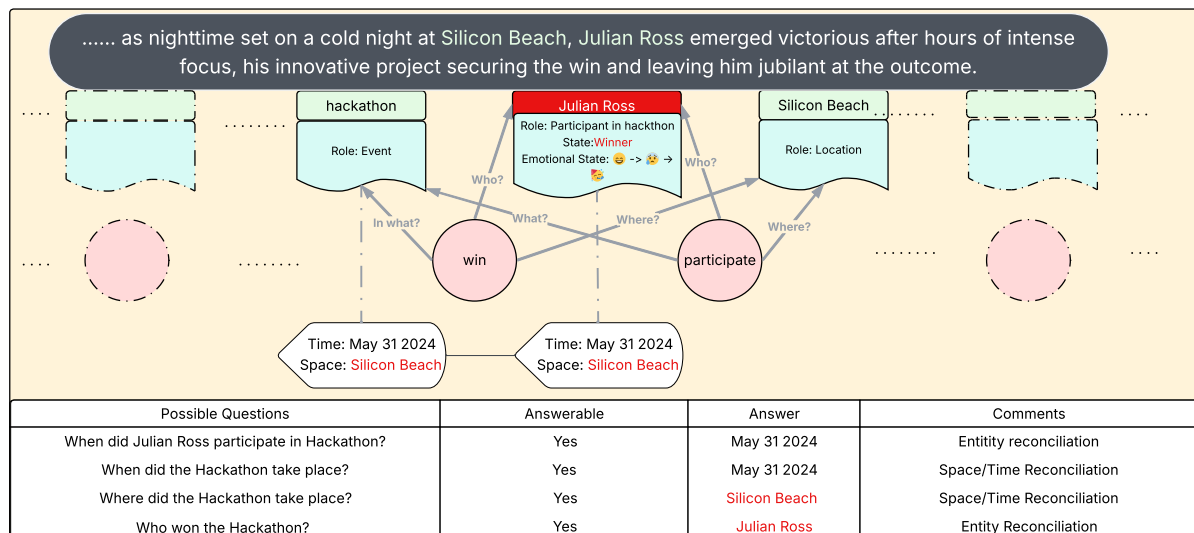 ...... as nighttime set on a cold night at Silicon Beach, Julian Ross emerged victorious after hours of intense
focus, his innovative project securing the win and leaving him jubilant at the outcome.
hackathon
Julian Ross
Silicon Beach
Role: Event
Role: Participant in hackthon
State:Winner
Emotional State: 😄 -> 😰 →
🥳
Role: Location
Who?
Who?
In what?
What?
Where?
Where?
win
participate
Time: May 31 2024
Space: Silicon Beach
Time: May 31 2024
Space: Silicon Beach
Possible Questions Answerable Answer Comments
When did Julian Ross participate in Hackathon? Yes May 31 2024 Entitity reconciliation
When did the Hackathon take place? Yes May 31 2024 Space/Time Reconciliation
Where did the Hackathon take place? Yes Silicon Beach Space/Time Reconciliation
Who won the Hackathon? Yes Julian Ross Entity Reconciliation